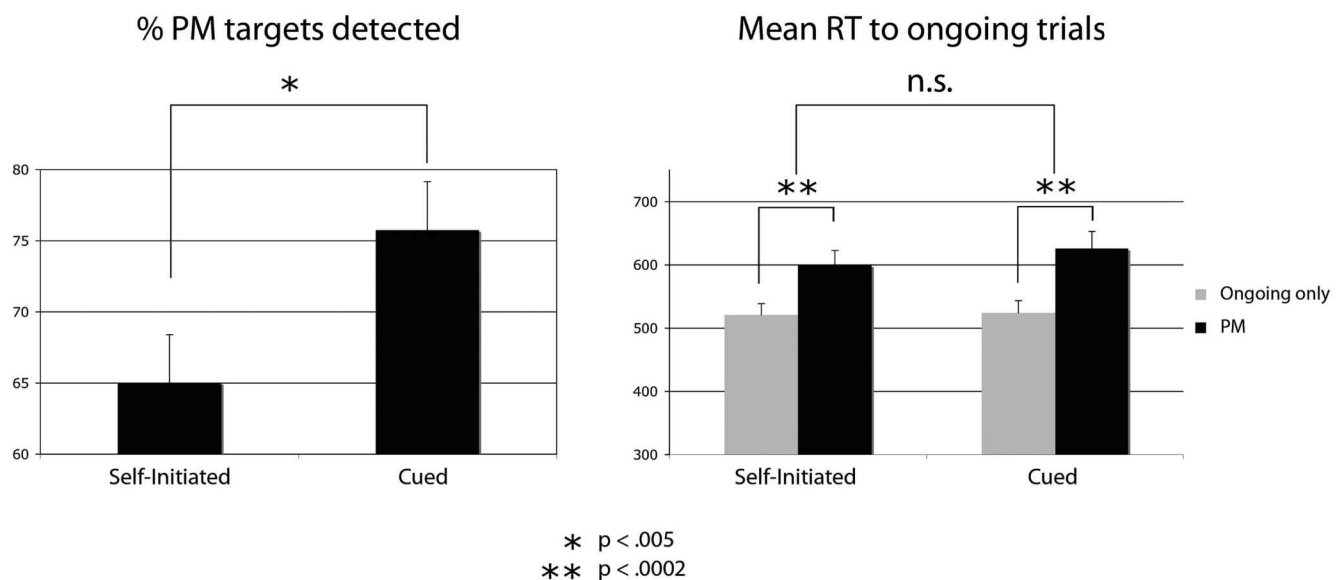 % PM targets detected
*
80
75
70
65
60
Self-Initiated
Cued
Mean RT to ongoing trials
n.s.
**
**
700
600
500
400
300
Self-Initiated
Cued
Ongoing only
PM
* p < .005
** p < .0002